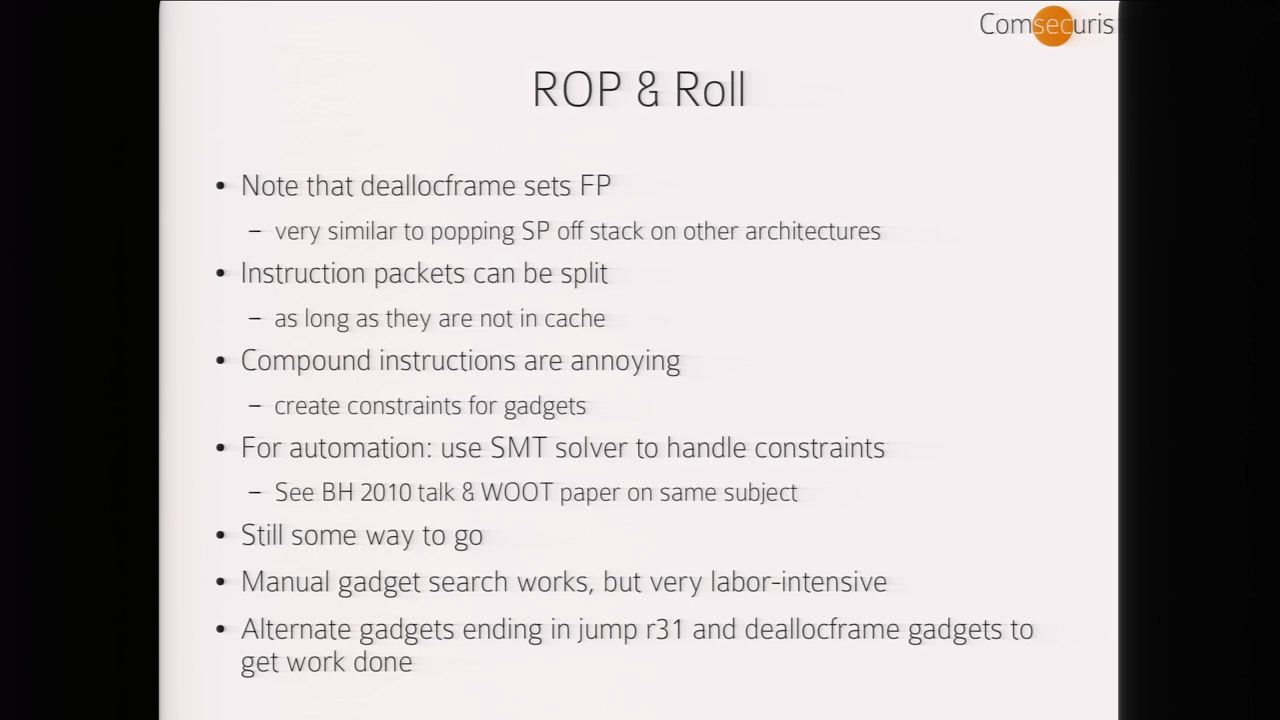 Comsecuris
ROP & Roll
• Note that deallocframe sets FP
– very similar to popping SP off stack on other architectures
• Instruction packets can be split
– as long as they are not in cache
• Compound instructions are annoying
– create constraints for gadgets
• For automation: use SMT solver to handle constraints
– See BH 2010 talk & WOOT paper on same subject
• Still some way to go
• Manual gadget search works, but very labor-intensive
• Alternate gadgets ending in jump r31 and deallocframe gadgets to
get work done